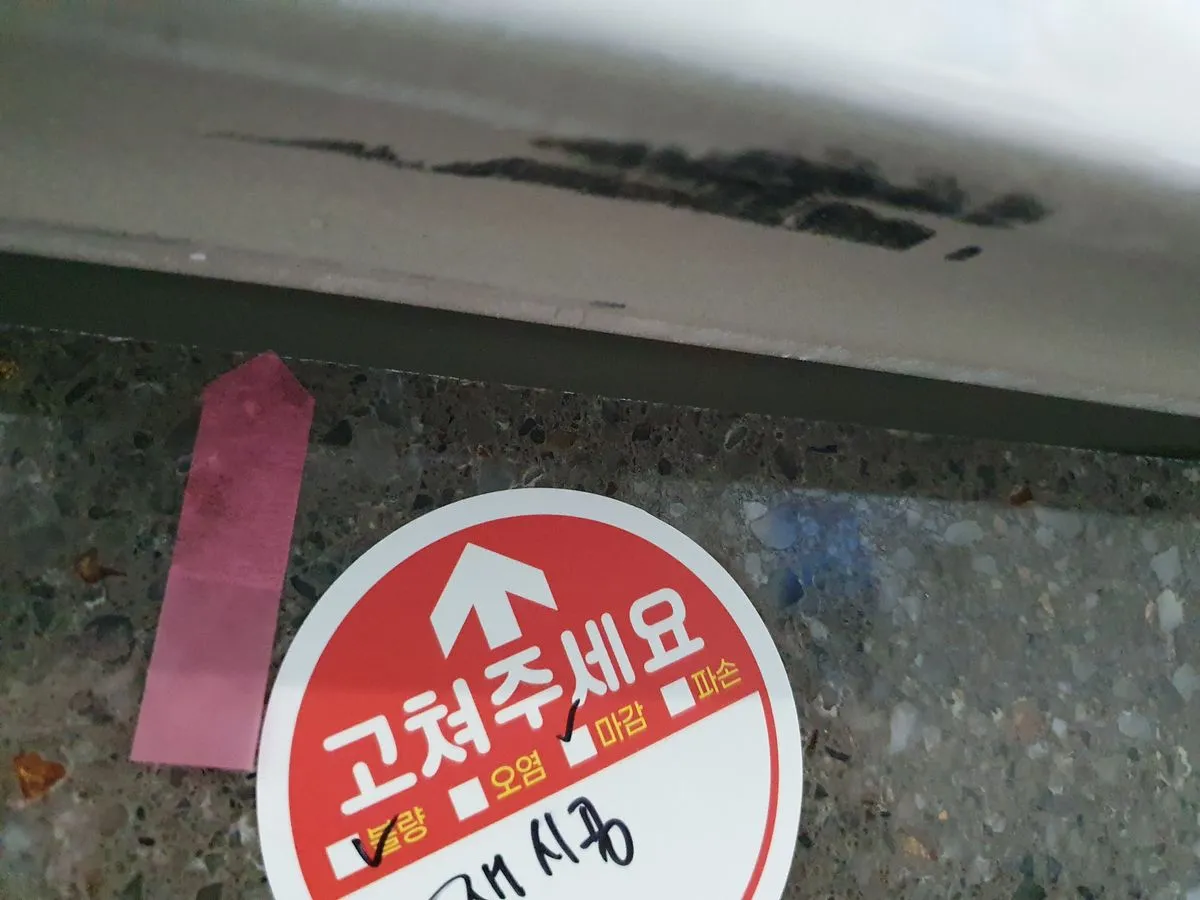 고쳐주세요
불량 오염 마감 파손
재시공